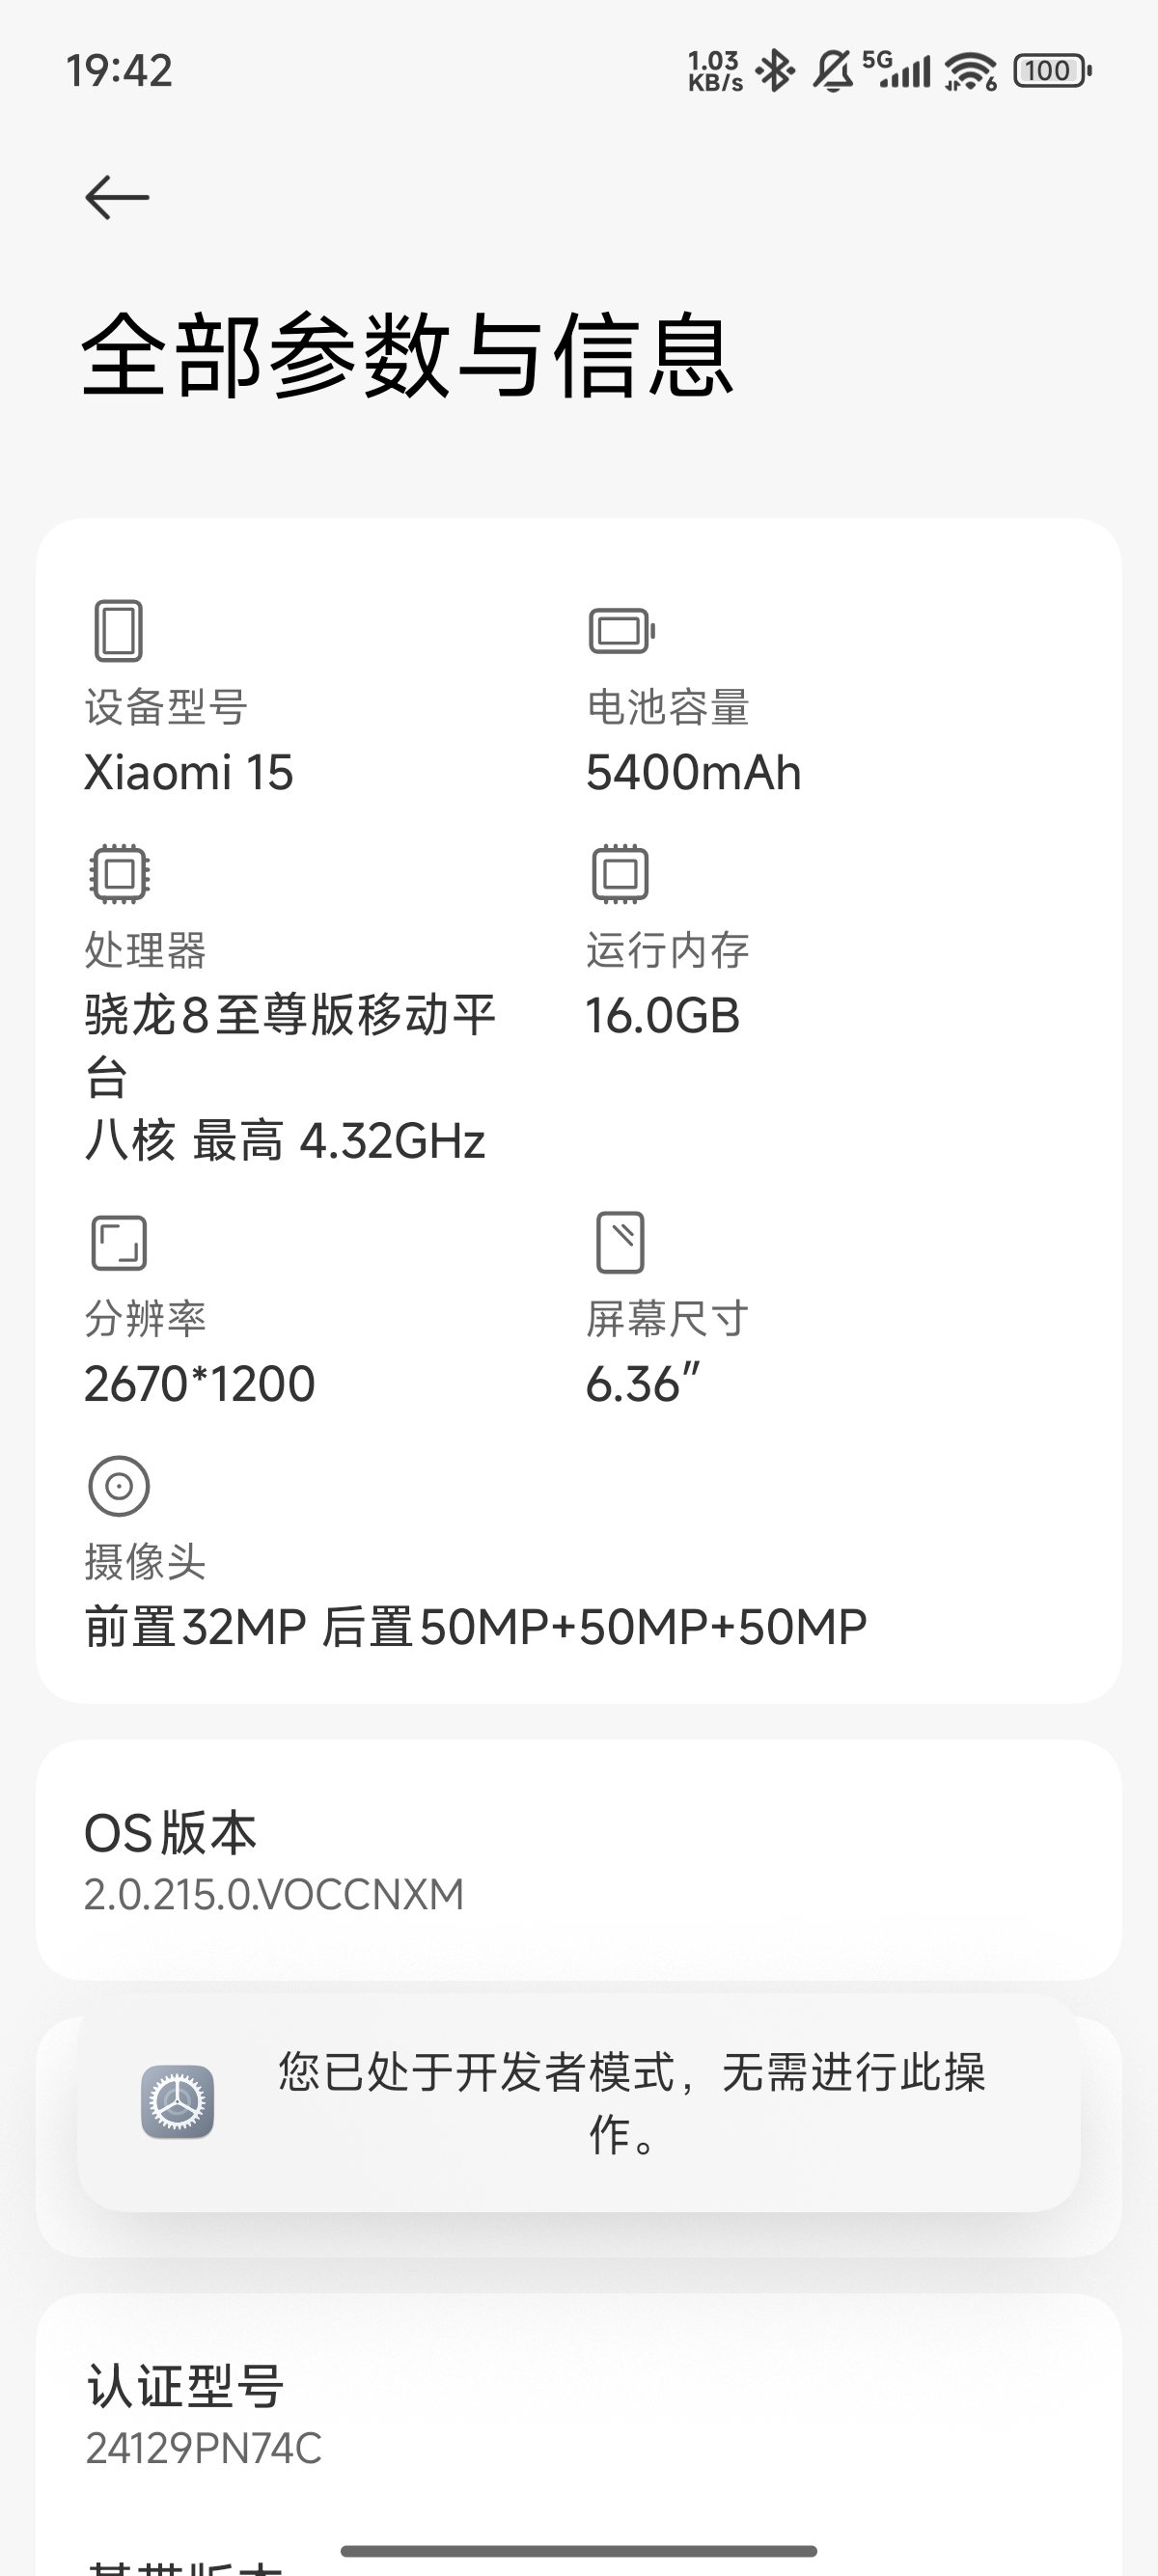 19:42
1.03
KB/s
5G
6
100
全部参数与信息
设备型号
电池容量
Xiaomi 15
5400mAh
处理器
运行内存
骁龙8至尊版移动平
16.0GB
台
八核 最高 4.32GHz
分辨率
屏幕尺寸
2670*1200
6.36"
摄像头
前置32MP 后置50MP+50MP+50MP
OS版本
2.0.215.0.VOCCNXM
您已处于开发者模式，无需进行此操
作。
认证型号
24129PN74C
基带版本